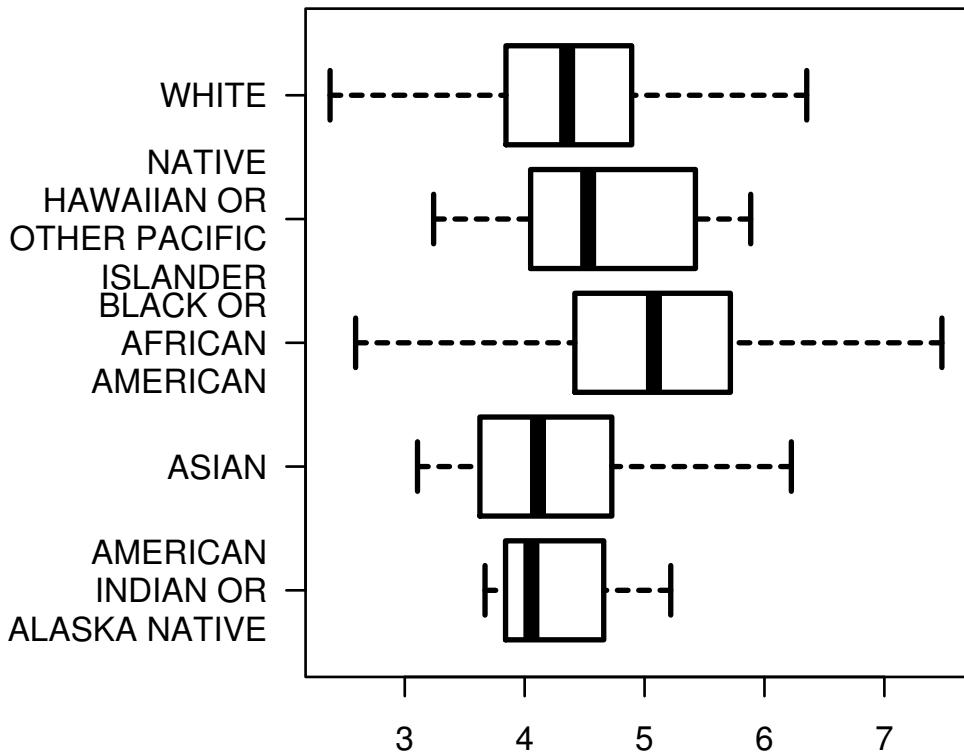 WHITE
NATIVE
HAWAIIAN OR
OTHER PACIFIC
ISLANDER
BLACK OR
AFRICAN
AMERICAN
ASIAN
AMERICAN
INDIAN OR
ALASKA NATIVE
3 4 5 6 7